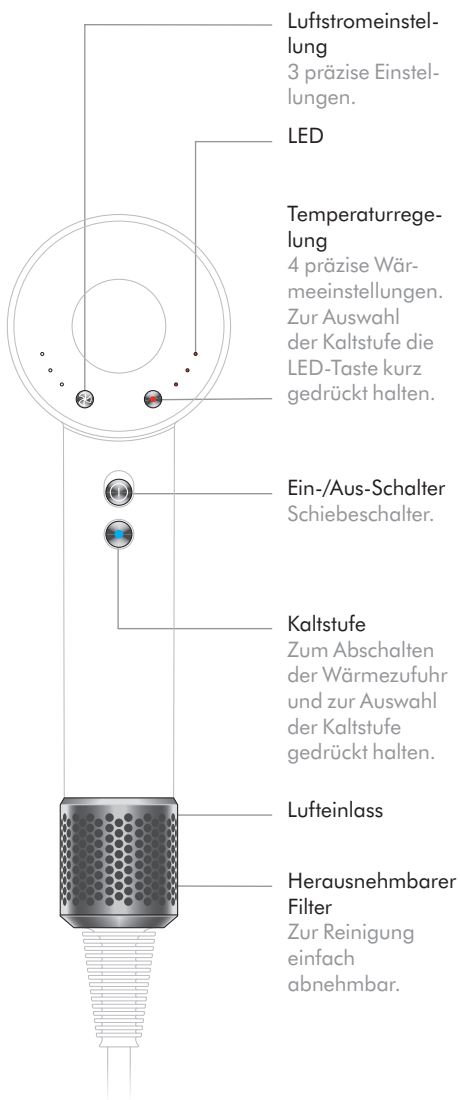 Luftstromeinstel-
lung
3 präzise Einstel-
lungen.
LED
Temperaturrege-
lung
4 präzise Wär-
meeinstellungen.
Zur Auswahl
der Kaltstufe die
LED-Taste kurz
gedrückt halten.
Ein-/Aus-Schalter
Schiebeschalter.
Kaltstufe
Zum Abschalten
der Wärmezufuhr
und zur Auswahl
der Kaltstufe
gedrückt halten.
Lufteinlass
Herausnehmbarer
Filter
Zur Reinigung
einfach
abnehmbar.